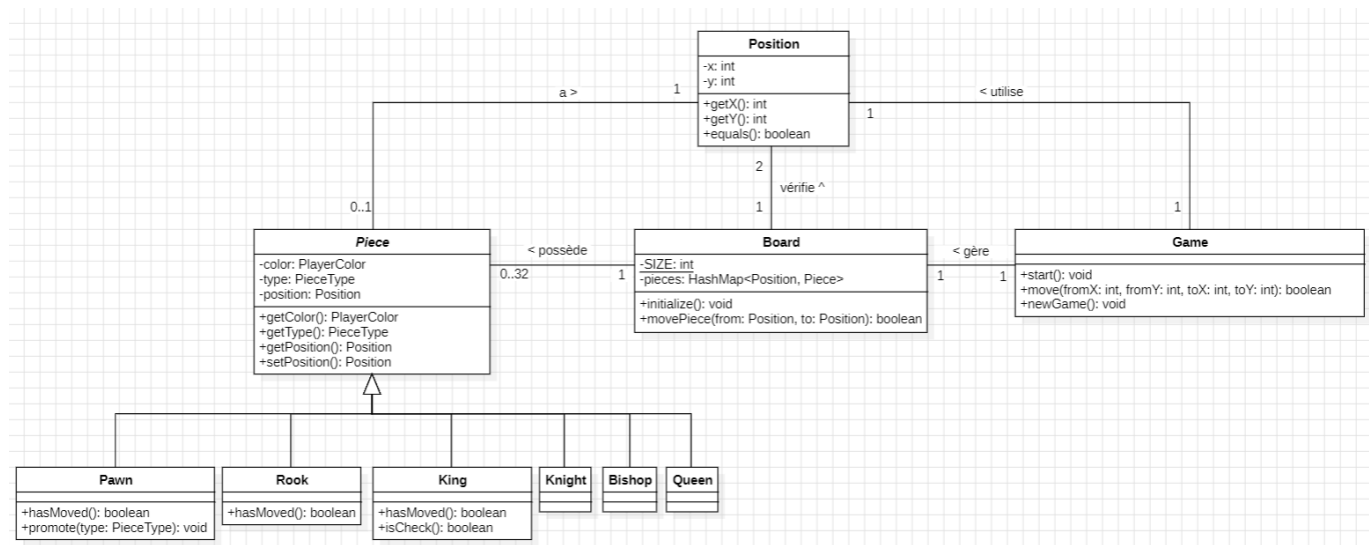 Position
-x: int
-y: int
+getX(): int
+getY(): int
+equals(): boolean
a >
1
< utilise
1
2
vérifie ^
0..1
1
1
Piece
-color: PlayerColor
-type: PieceType
-position: Position
+getColor(): PlayerColor
+getType(): PieceType
+getPosition(): Position
+setPosition(): Position
< possède
0..32
1
Board
-SIZE: int
-pieces: HashMap<Position, Piece>
+initialize(): void
+movePiece(from: Position, to: Position): boolean
< gère
1
1
Game
+start(): void
+move(fromX: int, fromY: int, toX: int, toY: int): boolean
+newGame(): void
Pawn
+hasMoved(): boolean
+promote(type: PieceType): void
Rook
+hasMoved(): boolean
King
+hasMoved(): boolean
+isCheck(): boolean
Knight
Bishop
Queen